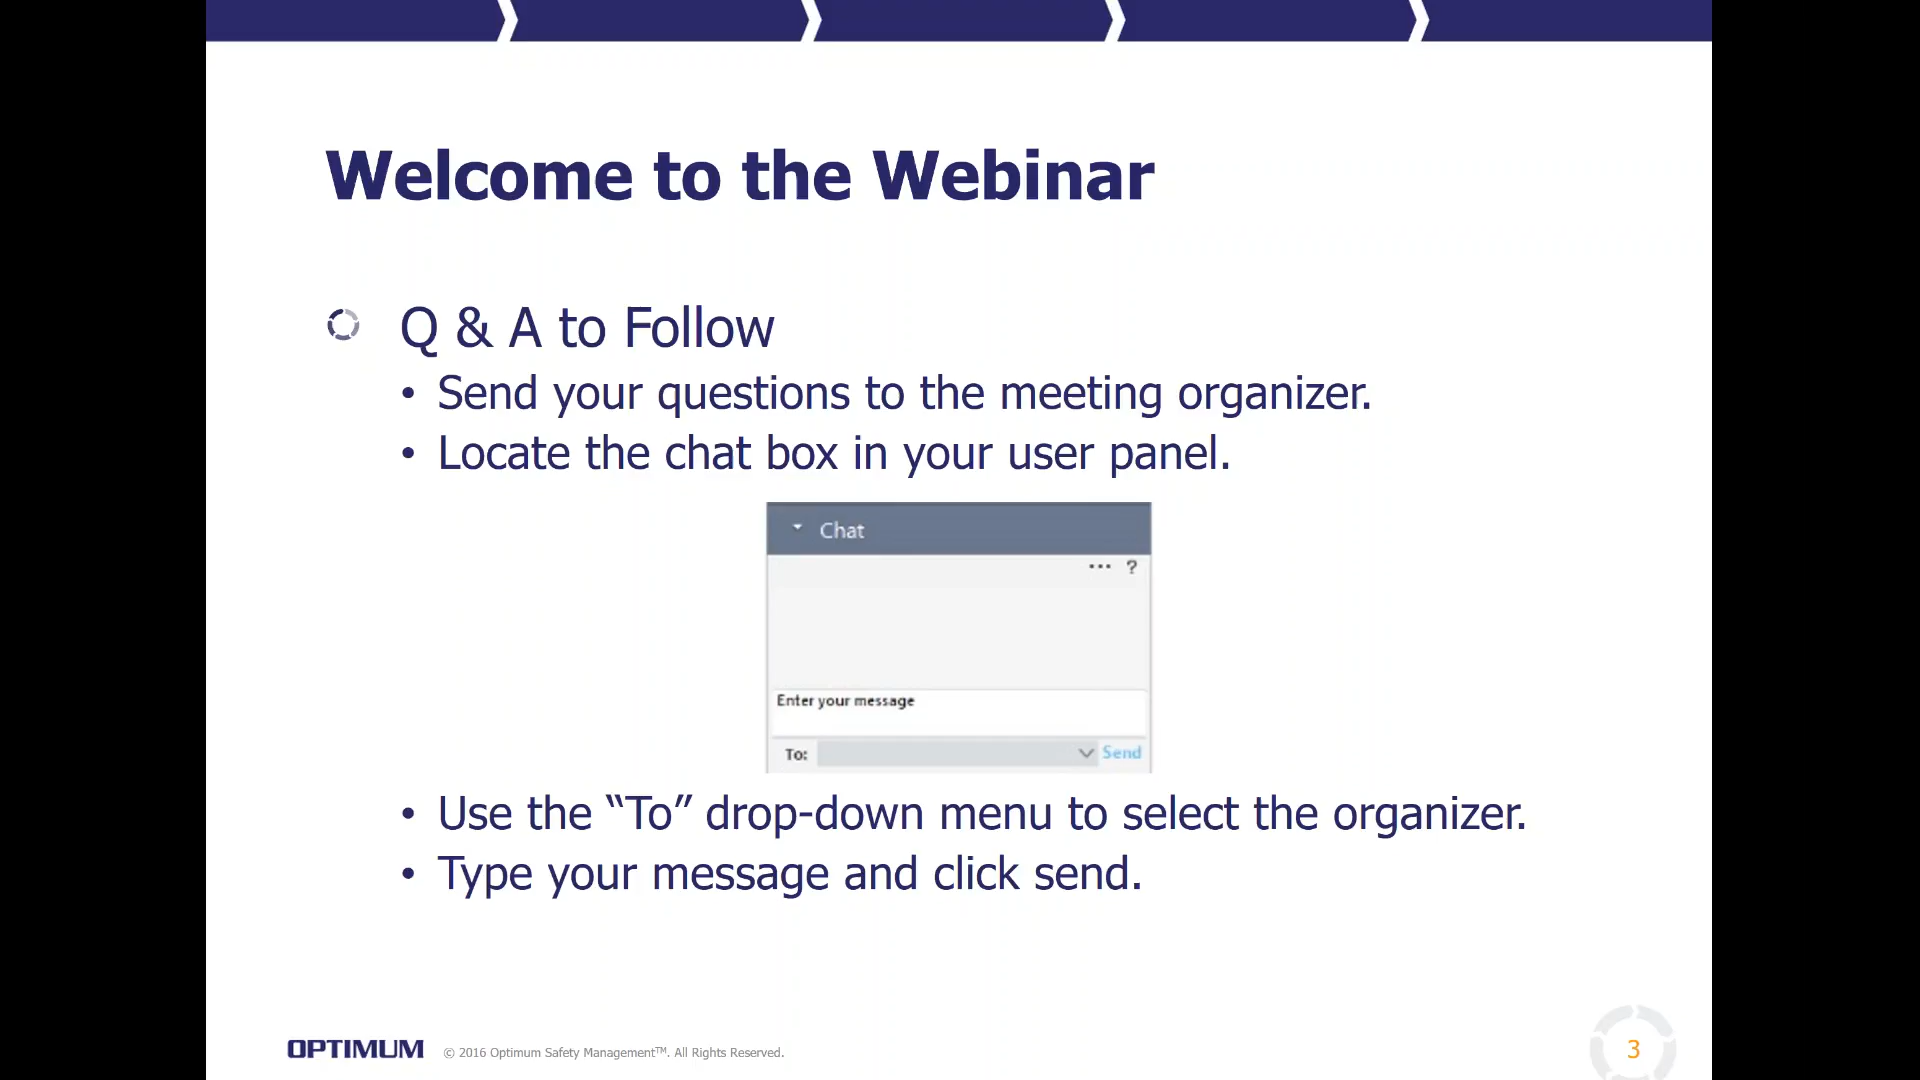 Welcome to the Webinar
Q & A to Follow
• Send your questions to the meeting organizer.
• Locate the chat box in your user panel.
Chat
... ?
Enter your message
To: Send
• Use the “To” drop-down menu to select the organizer.
• Type your message and click send.
OPTIMUM © 2016 Optimum Safety Management™. All Rights Reserved.
3